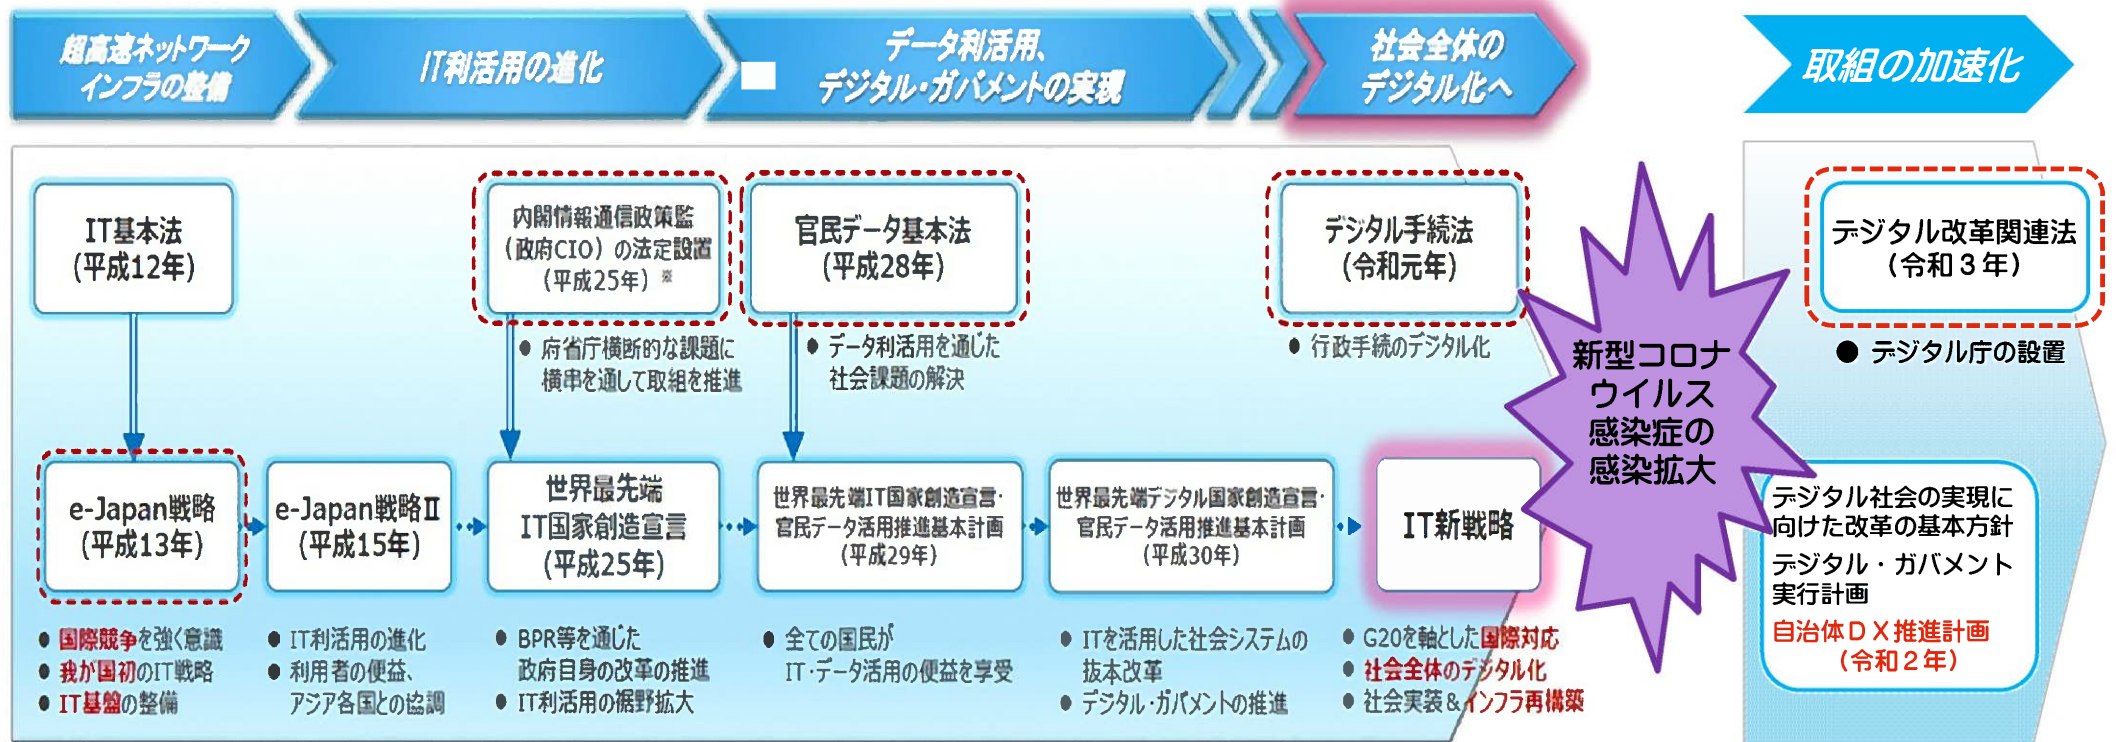 超高速ネットワーク
インフラの整備
IT利活用の進化
データ利活用、
デジタル・ガバメントの実現
社会全体の
デジタル化へ
取組の加速化
IT基本法
(平成12年)
内閣情報通信政策監
(政府CIO)の法定設置
(平成25年) ※
● 府省庁横断的な課題に
横串を通して取組を推進
官民データ基本法
(平成28年)
● データ利活用を通じた
社会課題の解決
デジタル手続法
(令和元年)
● 行政手続のデジタル化
新型コロナ
ウイルス
感染症の
感染拡大
デジタル改革関連法
(令和3年)
● デジタル庁の設置
e-Japan戦略
(平成13年)
● 国際競争を強く意識
● 我が国初のIT戦略
● IT基盤の整備
e-Japan戦略Ⅱ
(平成15年)
● IT利活用の進化
● 利用者の便益、
アジア各国との協調
世界最先端
IT国家創造宣言
(平成25年)
● BPR等を通じた
政府自身の改革の推進
● IT利活用の裾野拡大
世界最先端IT国家創造宣言・
官民データ活用推進基本計画
(平成29年)
● 全ての国民が
IT・データ活用の便益を享受
世界最先端デジタル国家創造宣言・
官民データ活用推進基本計画
(平成30年)
● ITを活用した社会システムの
抜本改革
● デジタル・ガバメントの推進
IT新戦略
● G20を軸とした国際対応
● 社会全体のデジタル化
● 社会実装&インフラ再構築
デジタル社会の実現に
向けた改革の基本方針
デジタル・ガバメント
実行計画
自治体DX推進計画
(令和2年)